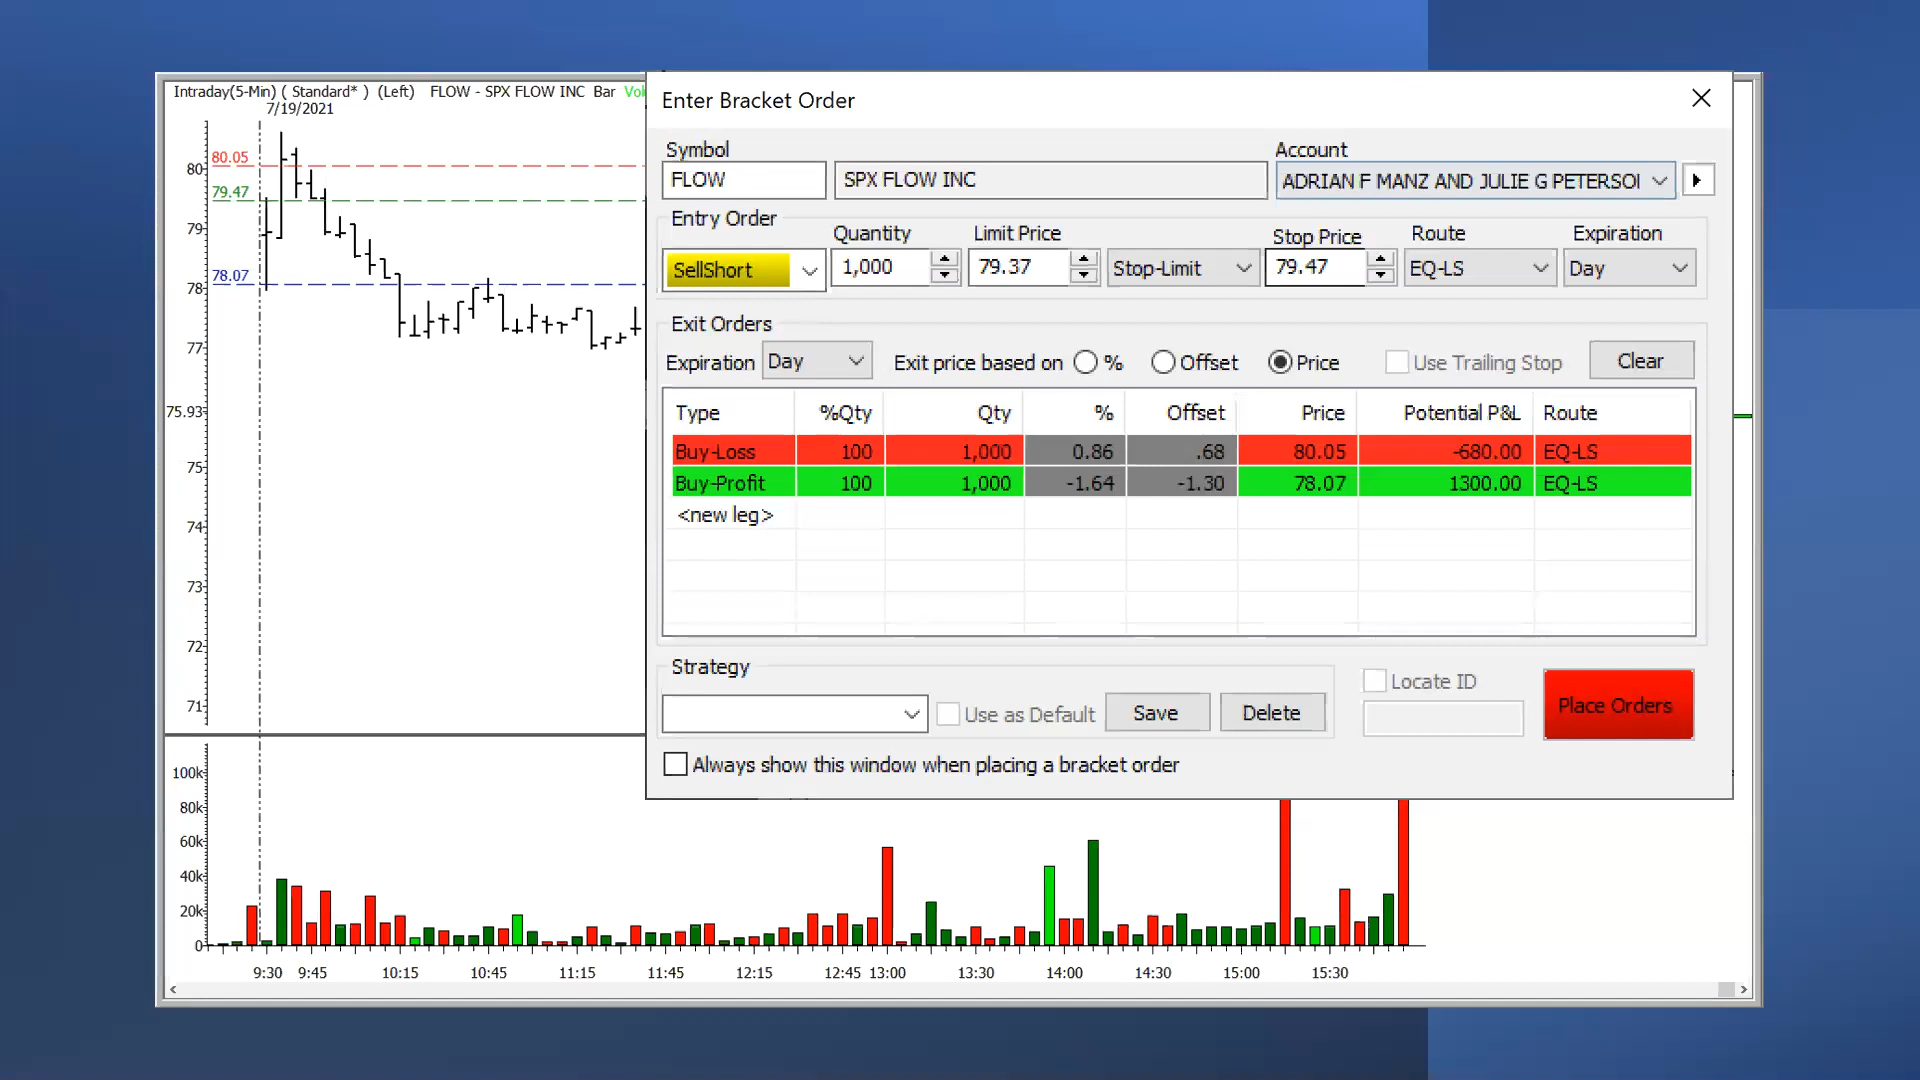 Intraday(5-Min) ( Standard* ) (Left) FLOW - SPX FLOW INC Bar
7/19/2021
80.05
80
79.47
79
78.07
78
77
75.93
75
74
73
72
71
100k
80k
60k
40k
20k
0
9:30 9:45 10:15 10:45 11:15 11:45 12:15 12:45 13:00 13:30 14:00 14:30 15:00 15:30
Enter Bracket Order
Symbol
Account
FLOW
SPX FLOW INC
ADRIAN F MANZ AND JULIE G PETERSO
Entry Order
Quantity
Limit Price
Stop Price
Route
Expiration
SellShort
1,000
79.37
Stop-Limit
79.47
EQ-LS
Day
Exit Orders
Expiration
Day
Exit price based on
%
Offset
Price
Use Trailing Stop
Clear
Type %Qty Qty % Offset Price Potential P&L Route
Buy-Loss 100 1,000 0.86 .68 80.05 -680.00 EQ-LS
Buy-Profit 100 1,000 -1.64 -1.30 78.07 1300.00 EQ-LS
<new leg>
Strategy
Use as Default
Save
Delete
Locate ID
Place Orders
Always show this window when placing a bracket order